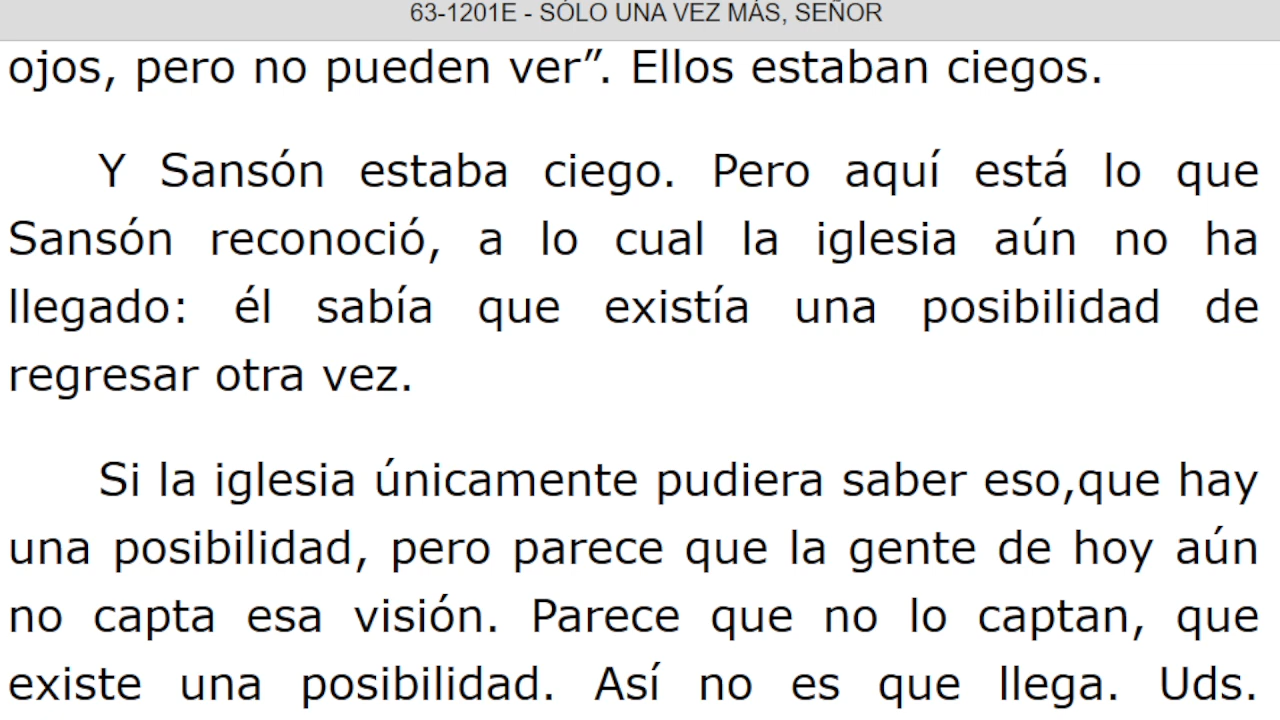 63-1201E - SÓLO UNA VEZ MÁS, SEÑOR
ojos, pero no pueden ver”. Ellos estaban ciegos.
Y Sansón estaba ciego. Pero aquí está lo que
Sansón reconoció, a lo cual la iglesia aún no ha
llegado: él sabía que existía una posibilidad de
regresar otra vez.
Si la iglesia únicamente pudiera saber eso,que hay
una posibilidad, pero parece que la gente de hoy aún
no capta esa visión. Parece que no lo captan, que
existe una posibilidad. Así no es que llega. Uds.